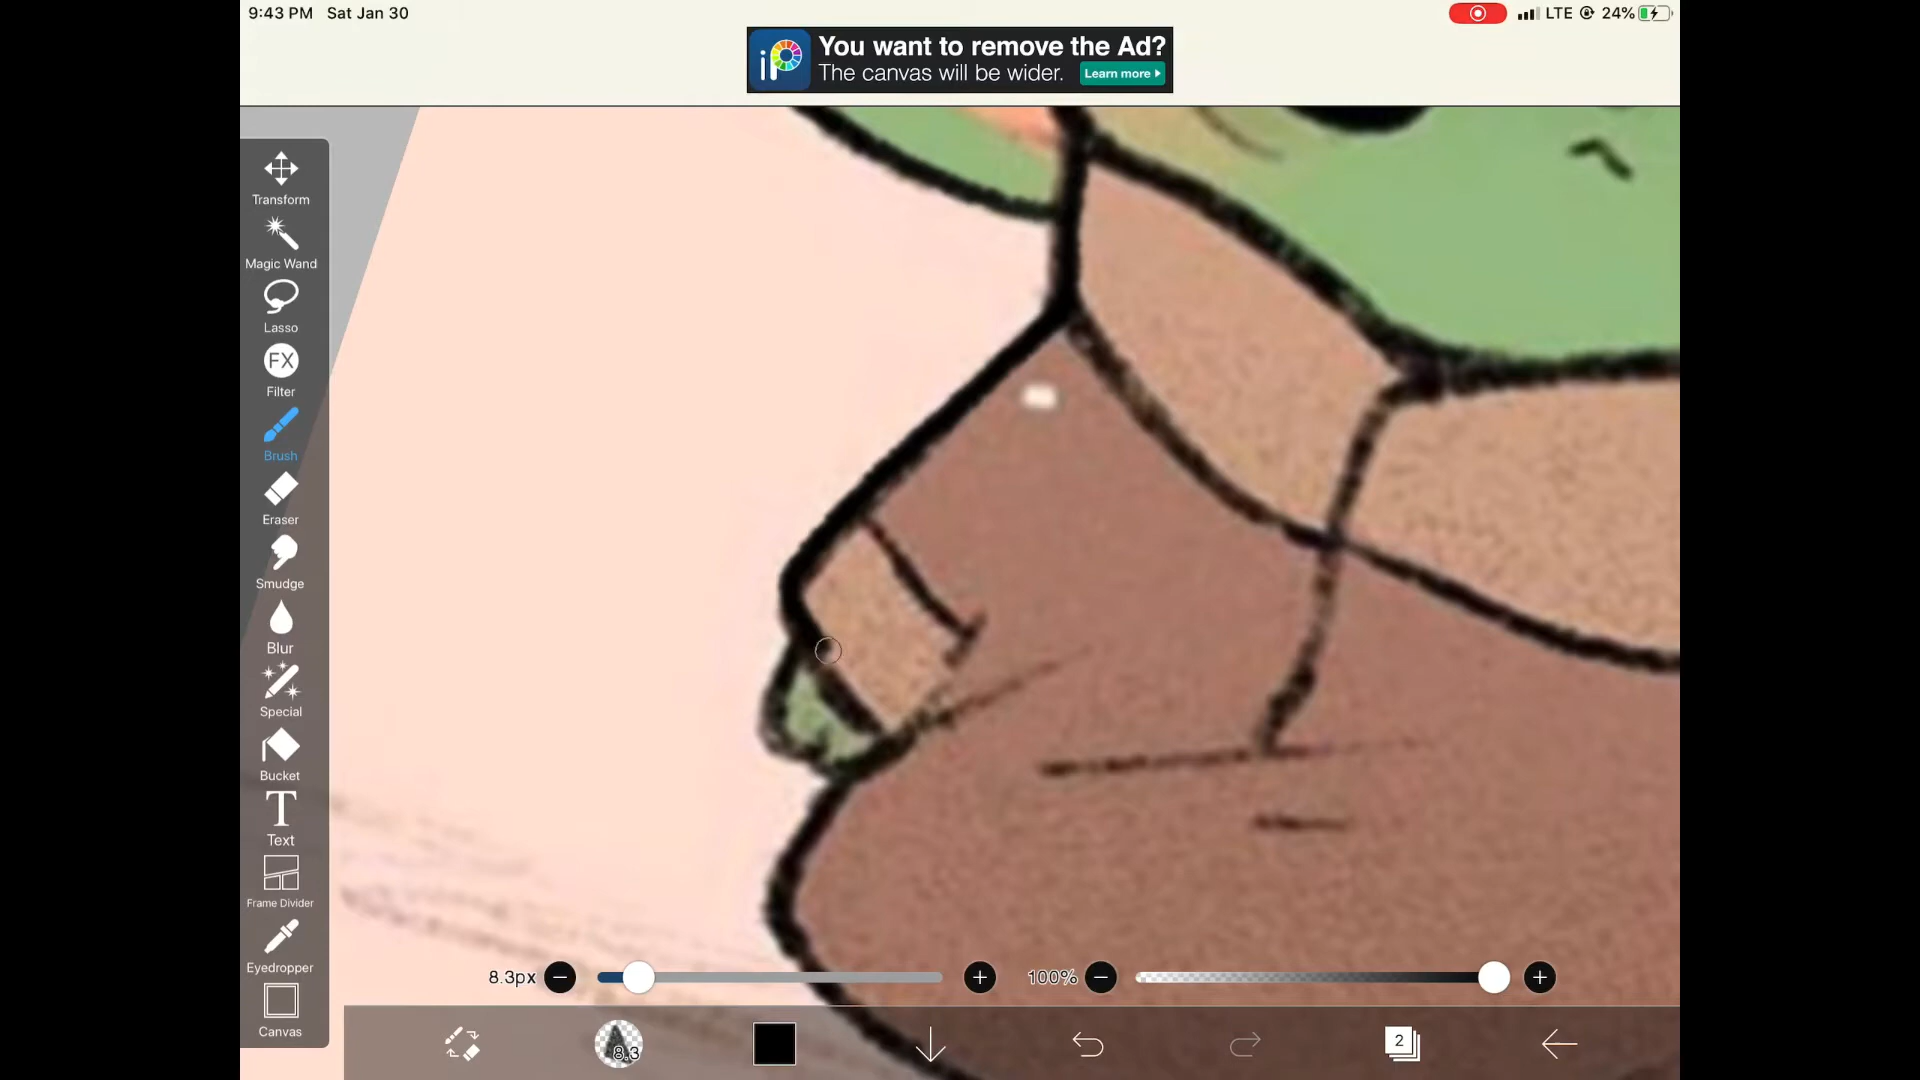 9:43 PM Sat Jan 30
LTE 24%
iP
You want to remove the Ad?
The canvas will be wider. Learn more
Transform
Magic Wand
Lasso
FX
Filter
Brush
Eraser
Smudge
Blur
Special
Bucket
T
Text
Frame Divider
Eyedropper
Canvas
8.3px
100%
8.3
2